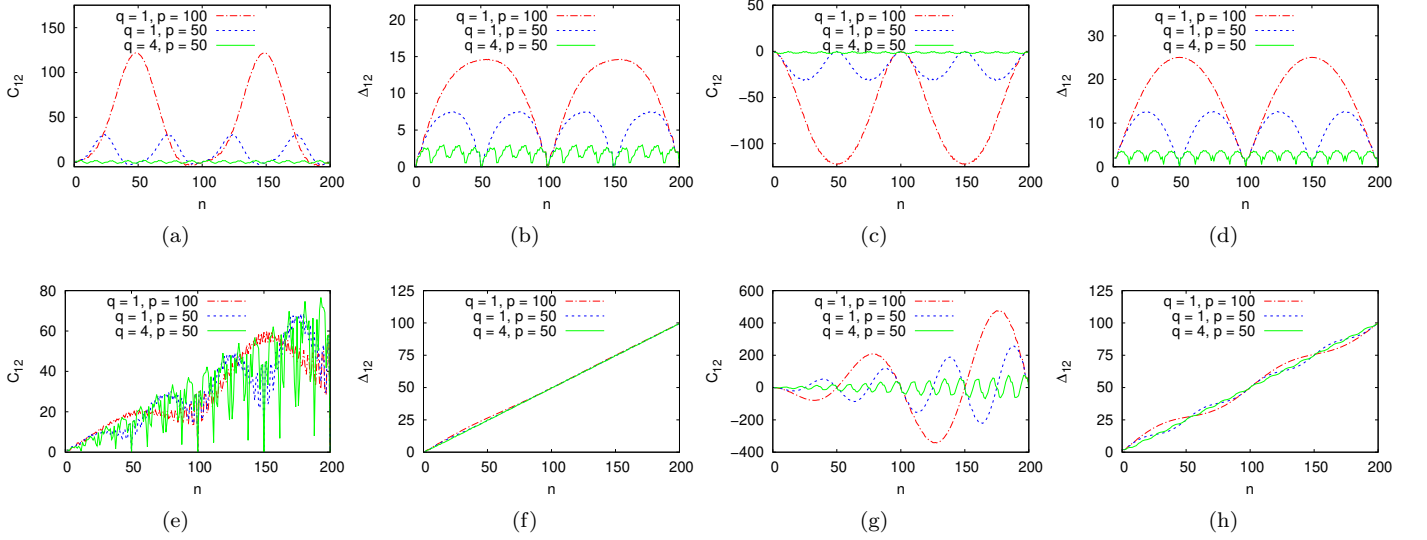 q = 1, p = 100
q = 1, p = 50
q = 4, p = 50
C12
0
50
100
150
0 50 100 150 200
n
(a)
q = 1, p = 100
q = 1, p = 50
q = 4, p = 50
Δ12
0
5
10
15
20
0 50 100 150 200
n
(b)
q = 1, p = 100
q = 1, p = 50
q = 4, p = 50
C12
−100
−50
0
50
0 50 100 150 200
n
(c)
q = 1, p = 100
q = 1, p = 50
q = 4, p = 50
Δ12
0
10
20
30
0 50 100 150 200
n
(d)
q = 1, p = 100
q = 1, p = 50
q = 4, p = 50
C12
0
20
40
60
80
0 50 100 150 200
n
(e)
q = 1, p = 100
q = 1, p = 50
q = 4, p = 50
Δ12
0
25
50
75
100
125
0 50 100 150 200
n
(f)
q = 1, p = 100
q = 1, p = 50
q = 4, p = 50
C12
−400
−200
0
200
400
600
0 50 100 150 200
n
(g)
q = 1, p = 100
q = 1, p = 50
q = 4, p = 50
Δ12
0
25
50
75
100
125
0 50 100 150 200
n
(h)